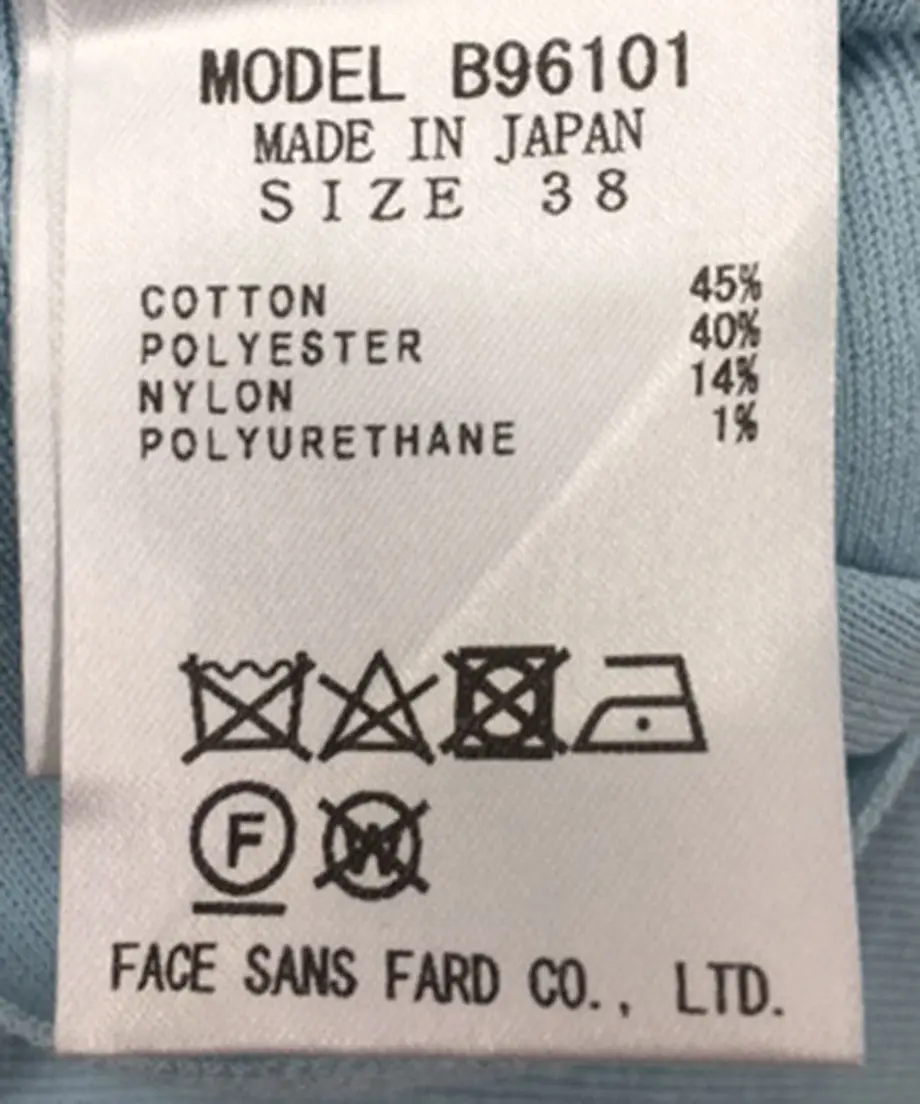 MODEL B96101
MADE IN JAPAN
SIZE 38
COTTON 45%
POLYESTER 40%
NYLON 14%
POLYURETHANE 1%
F W
FACE SANS FARD CO., LTD.